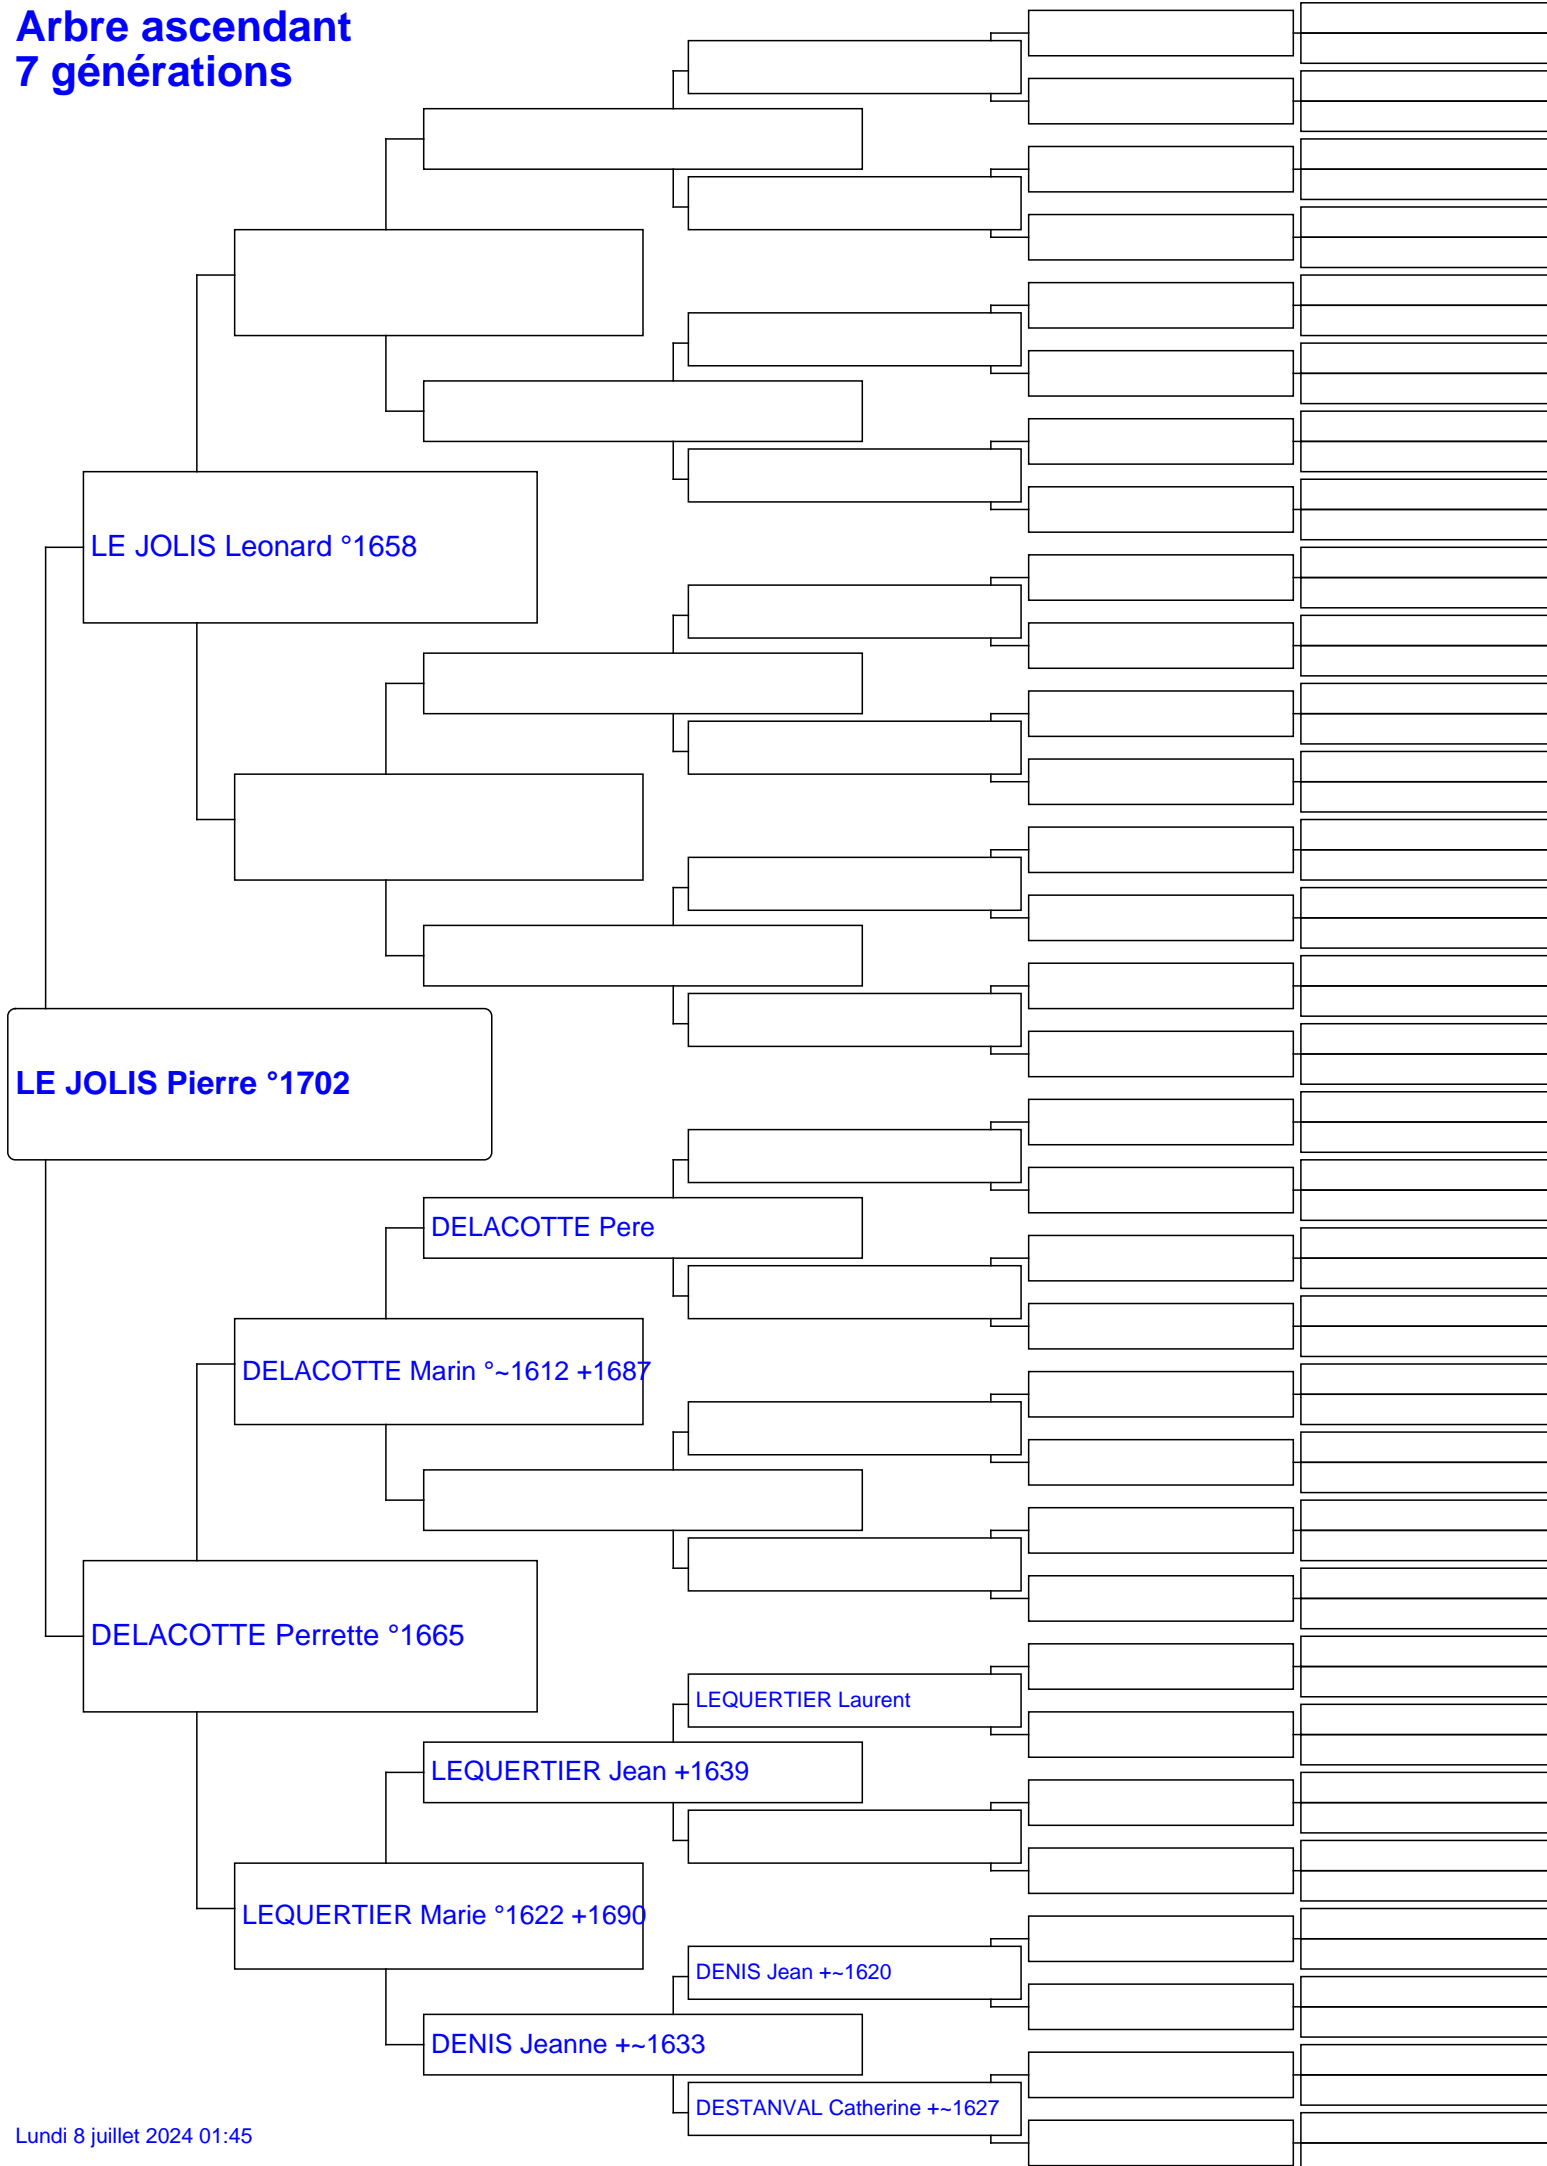 Arbre ascendant
7 générations
LE JOLIS Leonard °1658
LE JOLIS Pierre °1702
DELACOTTE Pere
DELACOTTE Marin °~1612 +1687
DELACOTTE Perrette °1665
LEQUERTIER Laurent
LEQUERTIER Jean +1639
LEQUERTIER Marie °1622 +1690
DENIS Jean +~1620
DENIS Jeanne +~1633
DESTANVAL Catherine +~1627
Lundi 8 juillet 2024 01:45